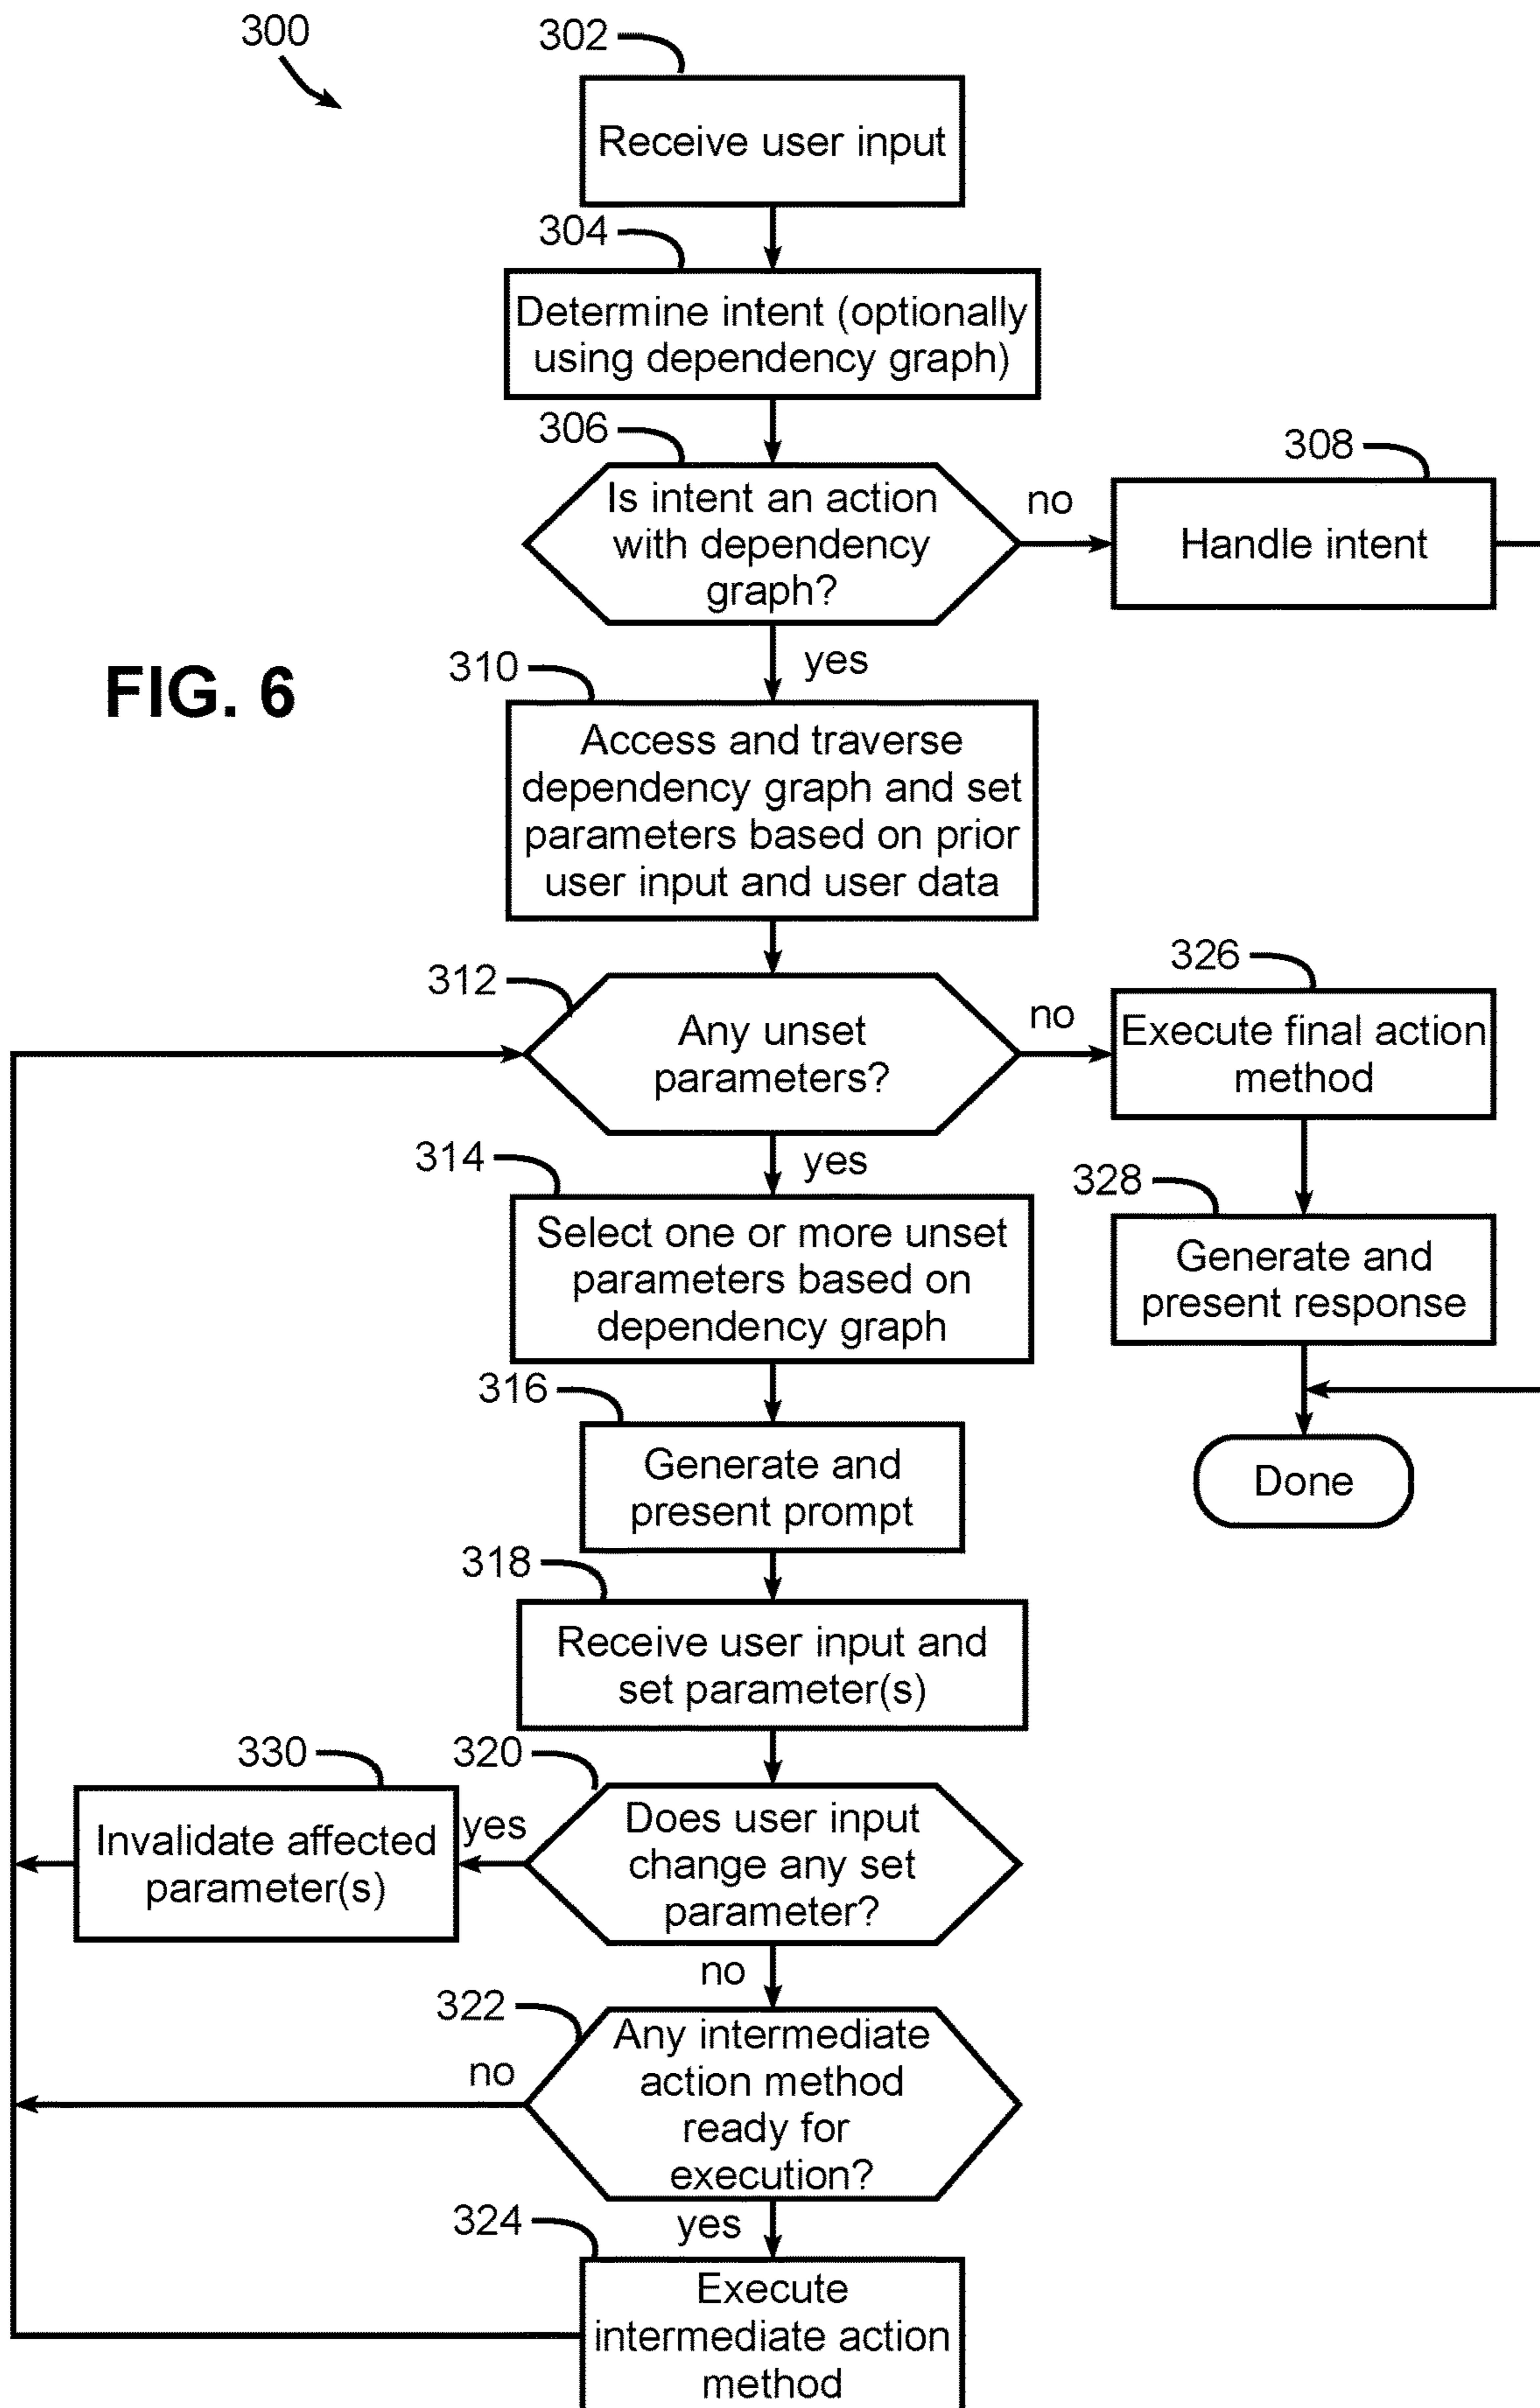 300
302
Receive user input
304
Determine intent (optionally
using dependency graph)
306
Is intent an action
with dependency
graph?
no
308
Handle intent
yes
FIG. 6
310
Access and traverse
dependency graph and set
parameters based on prior
user input and user data
312
Any unset
parameters?
no
326
Execute final action
method
yes
314
Select one or more unset
parameters based on
dependency graph
328
Generate and
present response
316
Generate and
present prompt
Done
318
Receive user input and
set parameter(s)
320
Does user input
change any set
parameter?
yes
330
Invalidate affected
parameter(s)
no
322
Any intermediate
action method
ready for
execution?
no
yes
324
Execute
intermediate action
method